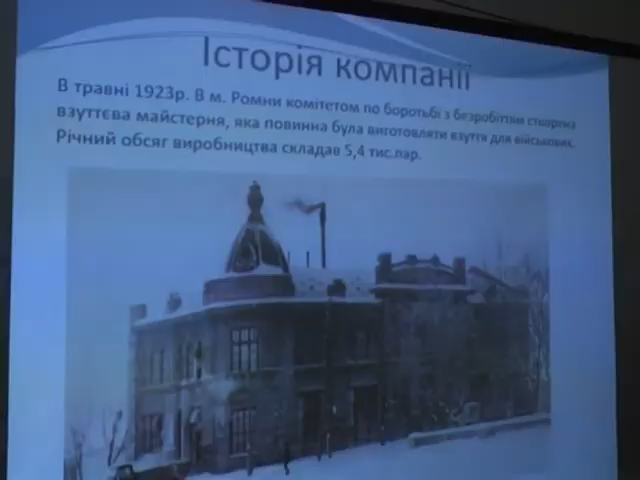 Історія компанії
В травні 1923р. В м. Ромни комітетом по боротьбі з безробіттям створена
взуттєва майстерня, яка повинна була виготовляти взуття для військових.
Річний обсяг виробництва складав 5,4 тис.пар.